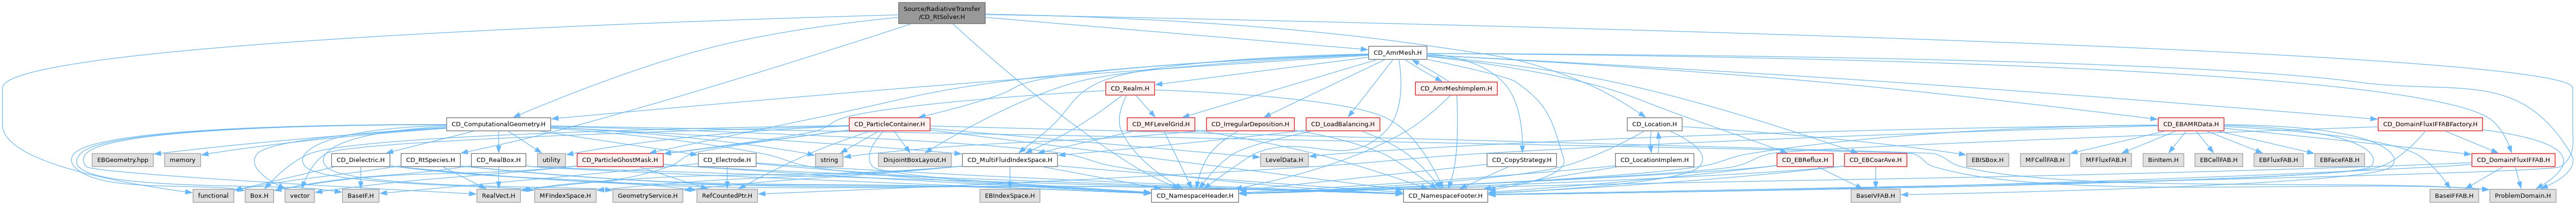 Source/RadiativeTransfer
/CD_RtSolver.H
CD_AmrMesh.H
CD_Realm.H
CD_AmrMeshImplem.H
CD_ComputationalGeometry.H
CD_ParticleContainer.H
CD_MFLevelGrid.H
CD_IrregularDeposition.H
CD_LoadBalancing.H
CD_Location.H
CD_EBAMRData.H
CD_DomainFluxIFFABFactory.H
EBGeometry.hpp
memory
CD_Dielectric.H
CD_RtSpecies.H
CD_RealBox.H
utility
CD_ParticleGhostMask.H
CD_Electrode.H
string
DisjointBoxLayout.H
CD_MultiFluidIndexSpace.H
LevelData.H
CD_CopyStrategy.H
CD_LocationImplem.H
CD_EBReflux.H
CD_EBCoarAve.H
EBISBox.H
MFCellFAB.H
MFFluxFAB.H
BinItem.H
EBCellFAB.H
EBFluxFAB.H
EBFaceFAB.H
CD_DomainFluxIFFAB.H
functional
Box.H
vector
BaseIF.H
RealVect.H
MFIndexSpace.H
GeometryService.H
RefCountedPtr.H
EBIndexSpace.H
CD_NamespaceHeader.H
CD_NamespaceFooter.H
BaseIVFAB.H
BaseIFFAB.H
ProblemDomain.H